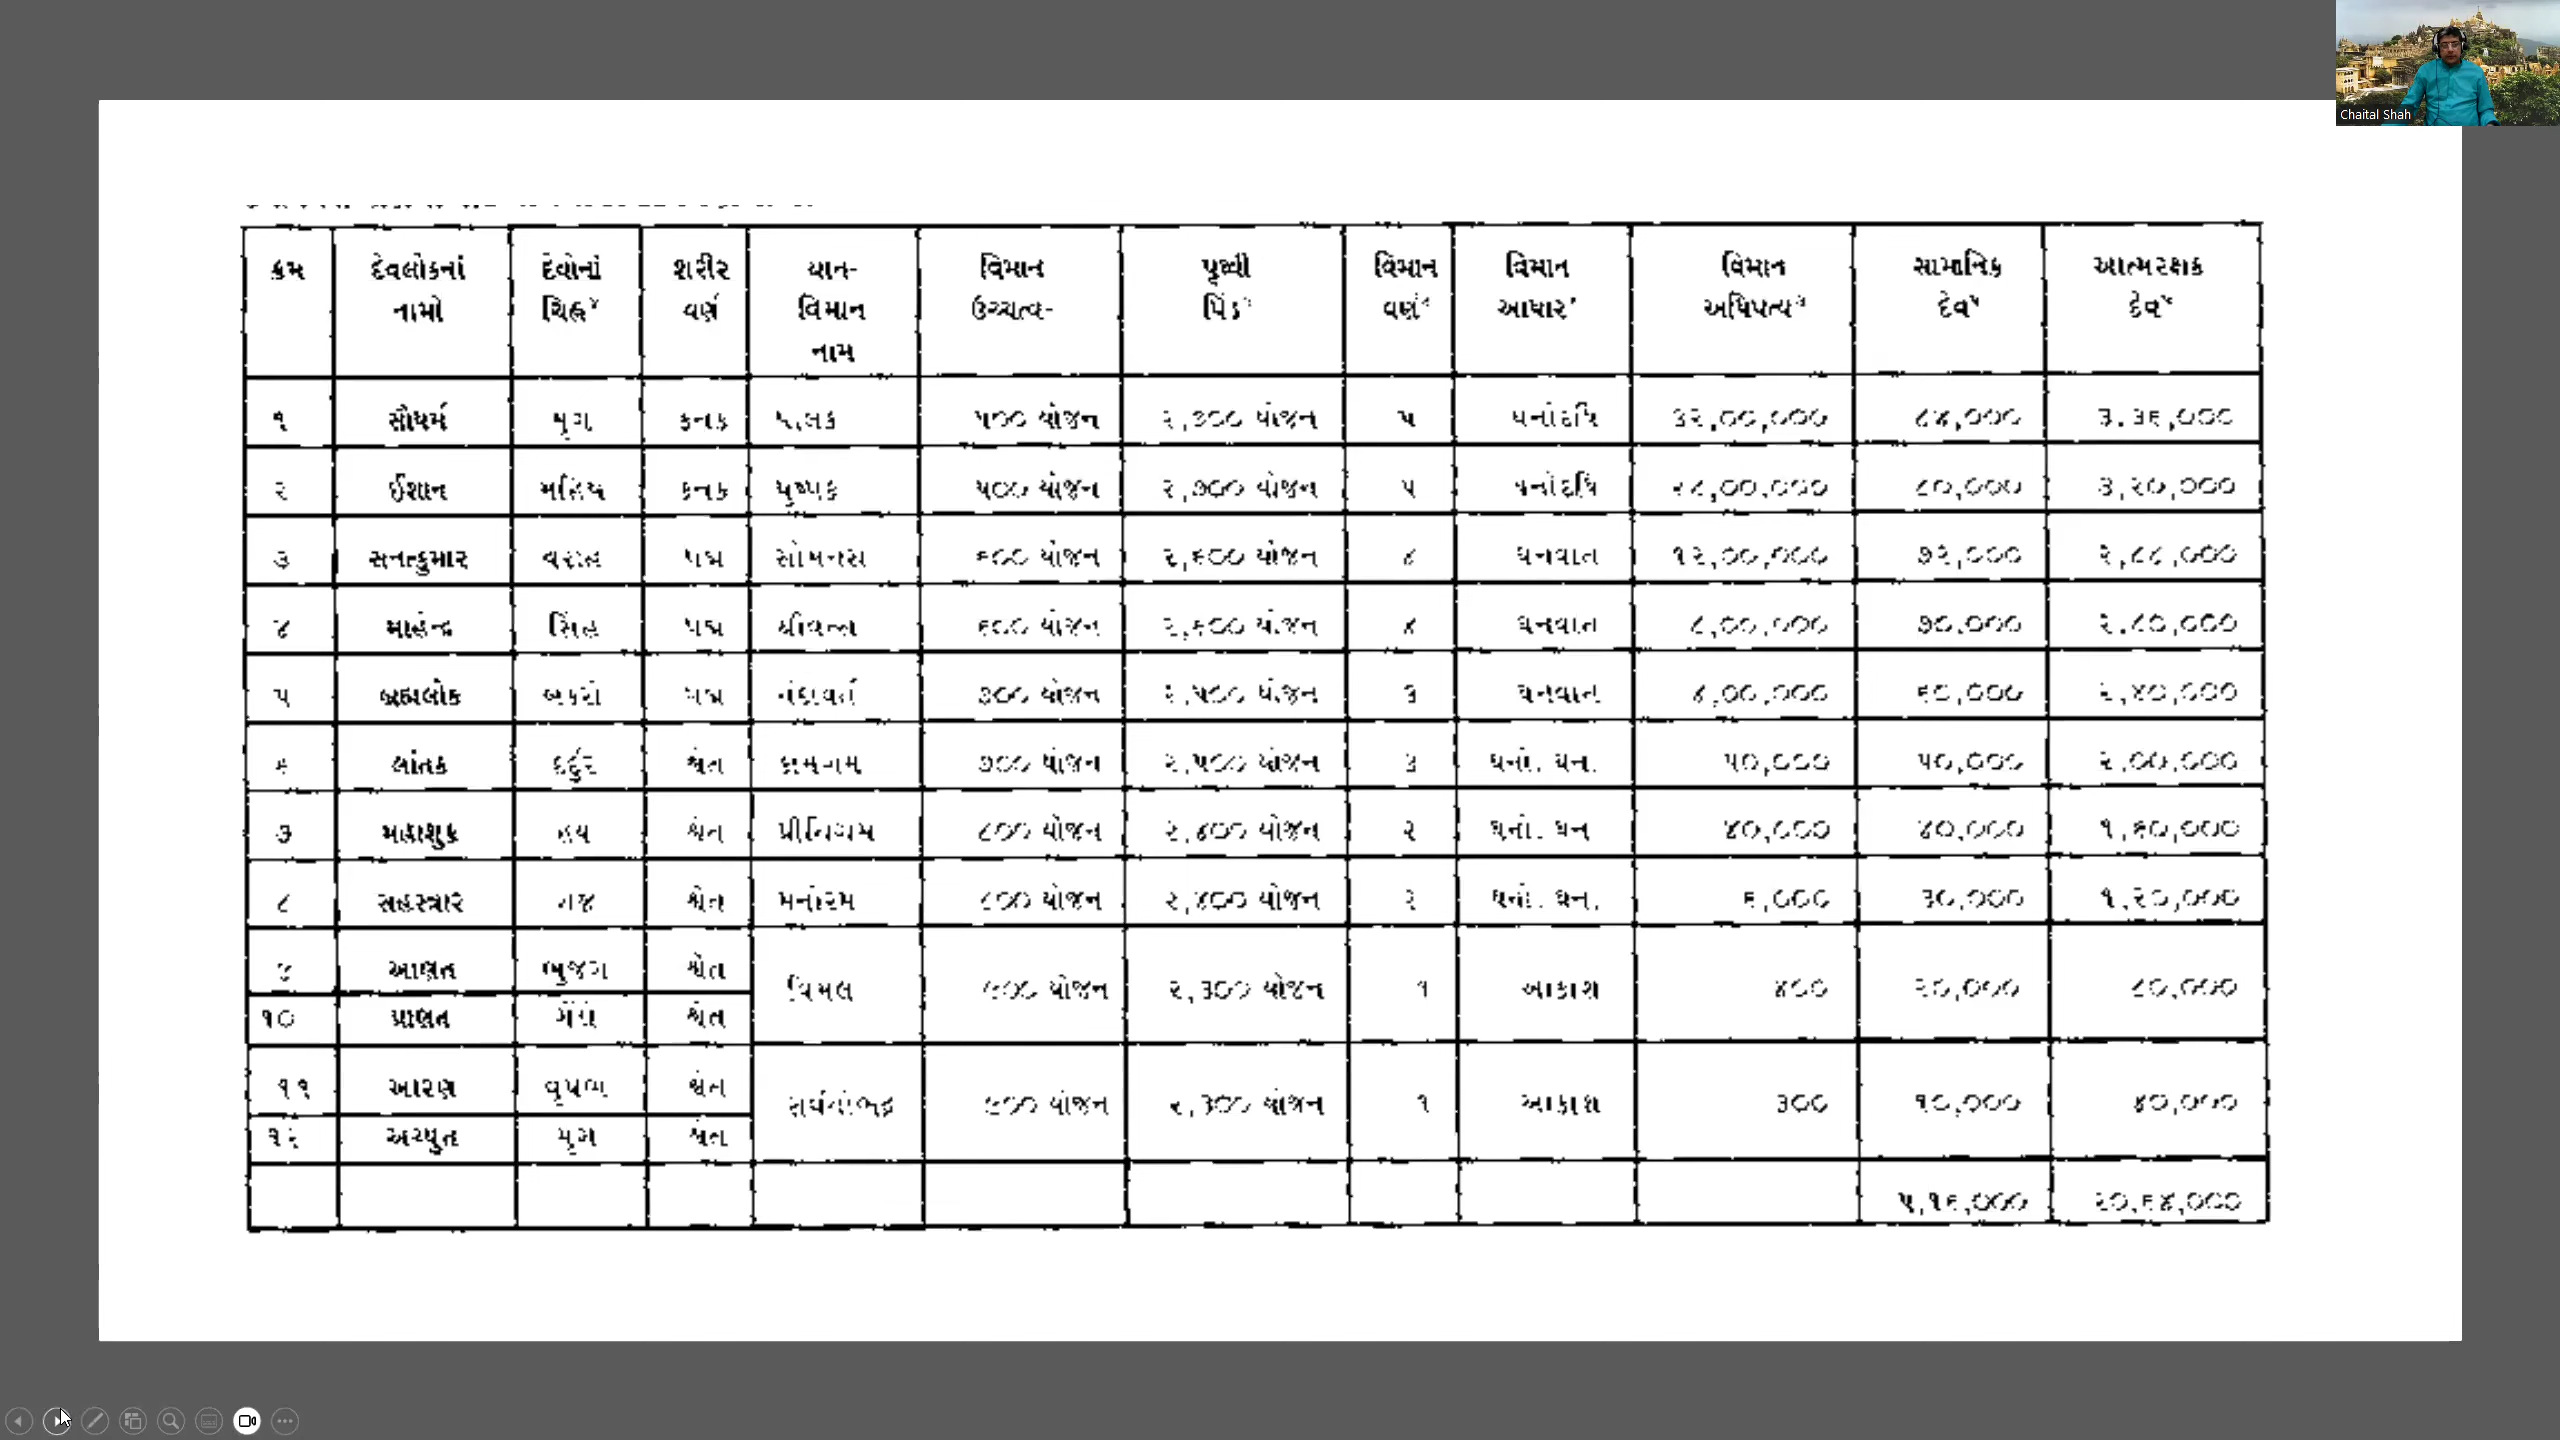 Chaital Shah
ક્રમ દેવલોકનાં નામો દેવોનાં ચિહ્ન૪ શરીર વર્ણ યાન-વિમાન નામ વિમાન ઉચ્ચત્વ- પૃથ્વી પિંડ વિમાન વર્ણ વિમાન આધાર વિમાન અધિપત્ય સામાનિક દેવ૫ આત્મરક્ષક દેવ
૧ સૌધર્મ મૃગ કનક પાલક ૫૦૦ યોજન ૫ ઘનોદધિ ૩૨,૦૦,૦૦૦ ૮૪,૦૦૦ ૩.૩૬,૦૦૦
૨ ઈશાન મહિષ કનક પુષ્પક ૫૦૦ યોજન ૨,૭૦૦ યોજન ૫ ઘનોદધિ ૨૮,૦૦,૦૦૦ ૮૦,૦૦૦ ૩,૨૦,૦૦૦
૩ સનત્કુમાર વરાહ પદ્મ સોમનસ ૬૦૦ યોજન ૨,૬૦૦ યોજન ૪ ઘનવાત ૧૨,૦૦,૦૦૦ ૭૨,૦૦૦ ૨,૮૮,૦૦૦
૪ માહેન્દ્ર સિંહ પદ્મ શ્રીવત્સ ૬૦૦ યોજન ૨,૬૦૦ યોજન ૪ ઘનવાત ૮,૦૦,૦૦૦ ૭૦,૦૦૦ ૨.૮૦,૦૦૦
૫ બ્રહ્મલોક બકરો પદ્મ નંદાવર્ત ૭૦૦ યોજન ૨,૫૦૦ યોજન ૩ ઘનવાત ૪,૦૦,૦૦૦ ૬૦,૦૦૦ ૨,૪૦,૦૦૦
૬ લાંતક દર્દુર શ્વેત કામગમ ૭૦૦ યોજન ૨,૫૦૦ યોજન ૩ ઘનો. ઘન. ૫૦,૦૦૦ ૫૦,૦૦૦ ૨,૦૦,૦૦૦
૭ મહાશુક્ર હય શ્વેત પ્રીતિગમ ૮૦૦ યોજન ૨,૪૦૦ યોજન ૨ ઘનો. ઘન ૪૦,૦૦૦ ૪૦,૦૦૦ ૧,૬૦,૦૦૦
૮ સહસ્ત્રાર ગજ શ્વેત મનોરમ ૮૦૦ યોજન ૨,૪૦૦ યોજન ૨ ઘનો. ઘન. ૬,૦૦૦ ૩૦,૦૦૦ ૧,૨૦,૦૦૦
૯ આણત ભુજગ શ્વેત વિમલ ૯૦૦ યોજન ૨,૩૦૦ યોજન ૧ આકાશ ૪૦૦ ૨૦,૦૦૦ ૮૦,૦૦૦
૧૦ પ્રાણત શ્વેત
૧૧ આરણ વૃષભ શ્વેત સર્વતોભદ્ર ૯૦૦ યોજન ૨,૩૦૦ યોજન ૧ આકાશ ૩૦૦ ૧૦,૦૦૦ ૪૦,૦૦૦
૧૨ અચ્યુત મૃગ શ્વેત
૫,૧૬,૦૦૦ ૨૦,૬૪,૦૦૦